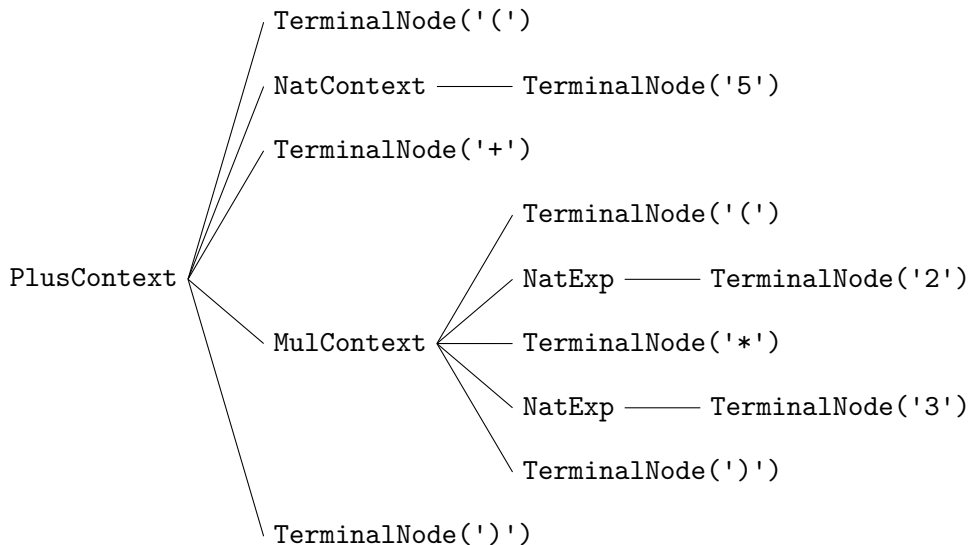 TerminalNode('(')
NatContext TerminalNode('5')
TerminalNode('+')
TerminalNode('(')
PlusContext NatExp TerminalNode('2')
MulContext TerminalNode('*')
NatExp TerminalNode('3')
TerminalNode(')')
TerminalNode(')')